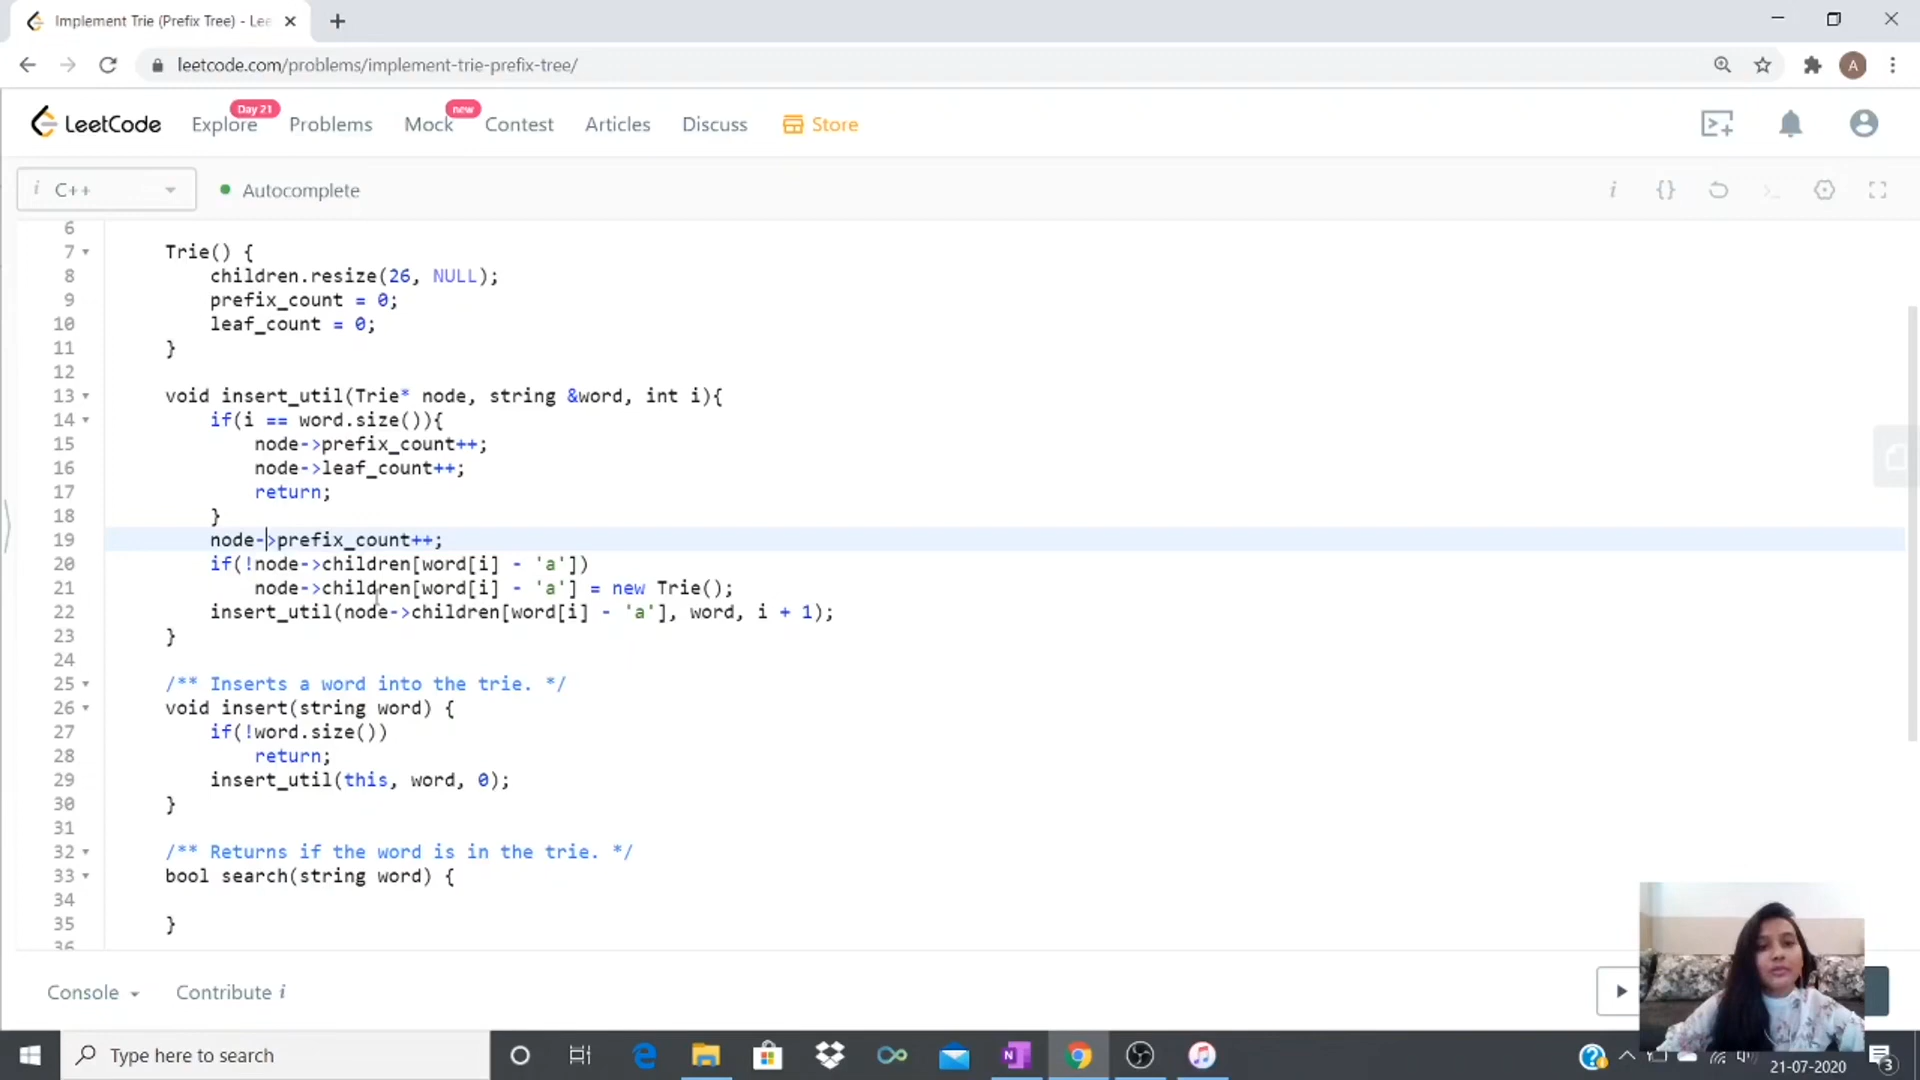 Implement Trie (Prefix Tree) - Lee
leetcode.com/problems/implement-trie-prefix-tree/
A
LeetCode
Explore
Day 21
Problems
Mock
new
Contest
Articles
Discuss
Store
i C++
Autocomplete
6
7 Trie() {
8 children.resize(26, NULL);
9 prefix_count = 0;
10 leaf_count = 0;
11 }
12
13 void insert_util(Trie* node, string &word, int i){
14 if(i == word.size()){
15 node->prefix_count++;
16 node->leaf_count++;
17 return;
18 }
19 node->prefix_count++;
20 if(!node->children[word[i] - 'a'])
21 node->children[word[i] - 'a'] = new Trie();
22 insert_util(node->children[word[i] - 'a'], word, i + 1);
23 }
24
25 /** Inserts a word into the trie. */
26 void insert(string word) {
27 if(!word.size())
28 return;
29 insert_util(this, word, 0);
30 }
31
32 /** Returns if the word is in the trie. */
33 bool search(string word) {
34
35 }
36
Console
Contribute i
Type here to search
21-07-2020
3